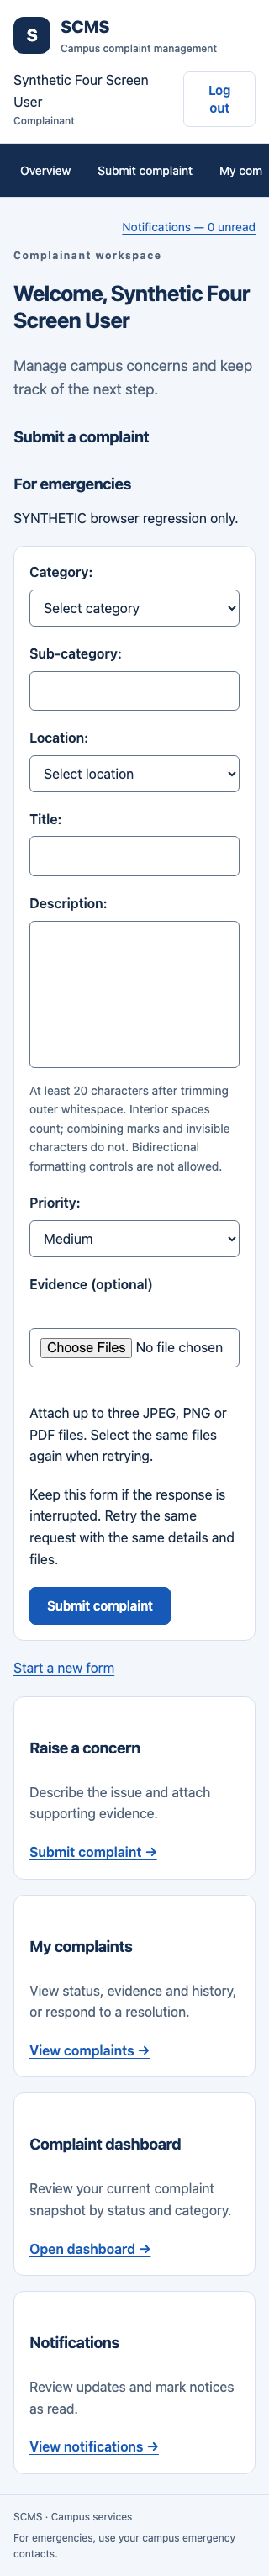 S
SCMS
Campus complaint management
Synthetic Four Screen
User
Complainant
Log
out
Overview
Submit complaint
My com
Notifications — 0 unread
Complainant workspace
Welcome, Synthetic Four
Screen User
Manage campus concerns and keep
track of the next step.
Submit a complaint
For emergencies
SYNTHETIC browser regression only.
Category:
Select category
Sub-category:
Location:
Select location
Title:
Description:
At least 20 characters after trimming
outer whitespace. Interior spaces
count; combining marks and invisible
characters do not. Bidirectional
formatting controls are not allowed.
Priority:
Medium
Evidence (optional)
Choose Files No file chosen
Attach up to three JPEG, PNG or
PDF files. Select the same files
again when retrying.
Keep this form if the response is
interrupted. Retry the same
request with the same details and
files.
Submit complaint
Start a new form
Raise a concern
Describe the issue and attach
supporting evidence.
Submit complaint →
My complaints
View status, evidence and history,
or respond to a resolution.
View complaints →
Complaint dashboard
Review your current complaint
snapshot by status and category.
Open dashboard →
Notifications
Review updates and mark notices
as read.
View notifications →
SCMS · Campus services
For emergencies, use your campus emergency
contacts.